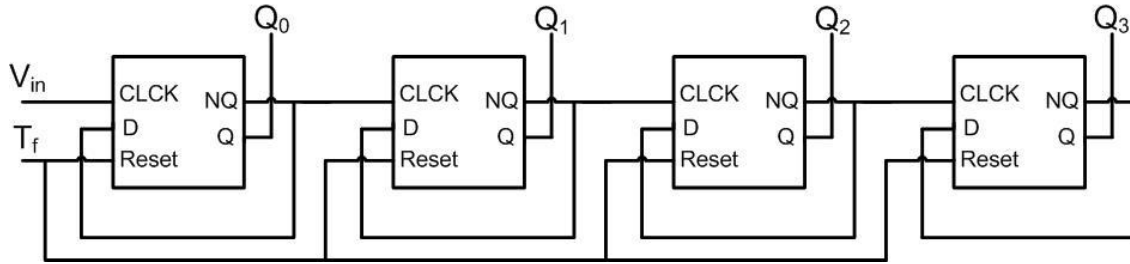 Q0 Q1 Q2 Q3
Vin CLCK NQ CLCK NQ CLCK NQ CLCK NQ
D Q D Q D Q D Q
Tf Reset Reset Reset Reset